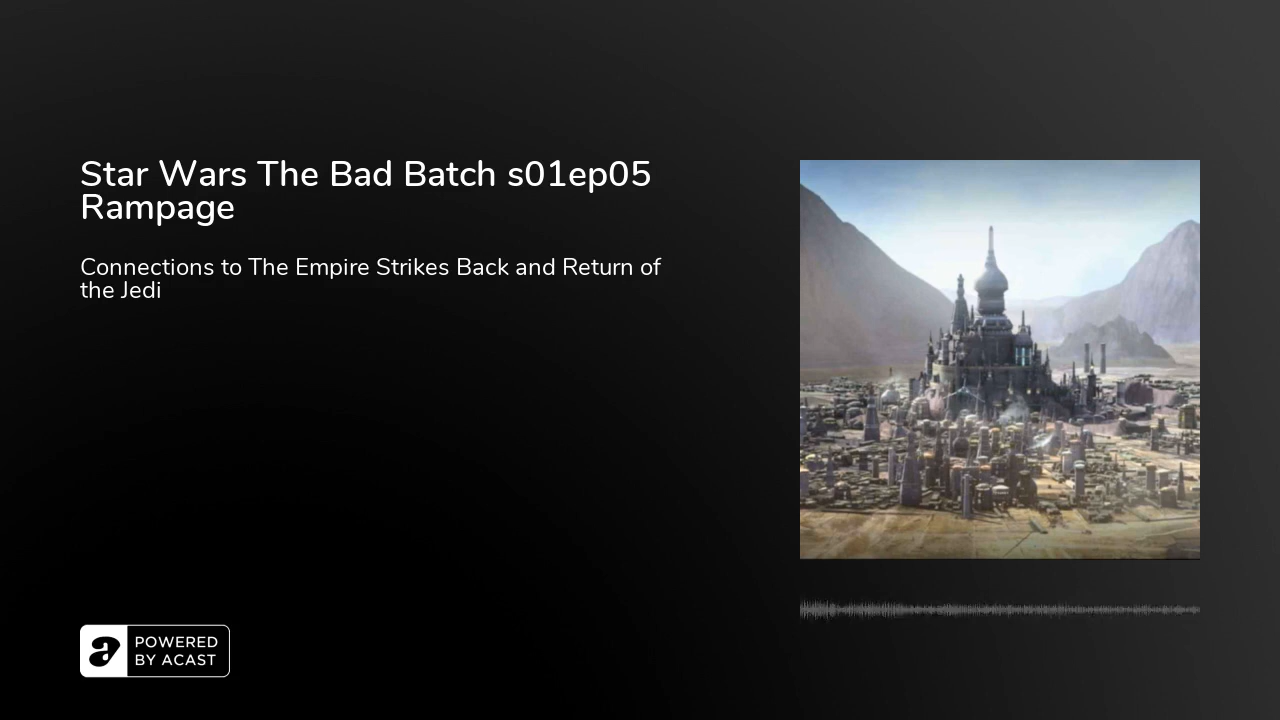 Star Wars The Bad Batch s01ep05
Rampage
Connections to The Empire Strikes Back and Return of
the Jedi
POWERED
BY ACAST